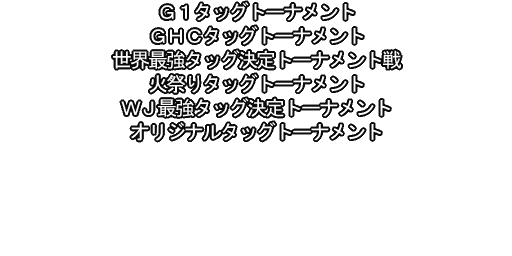 Ｇ１タッグトーナメント
ＧＨＣタッグトーナメント
世界最強タッグ決定トーナメント戦
火祭りタッグトーナメント
ＷＪ最強タッグ決定トーナメント
オリジナルタッグトーナメント